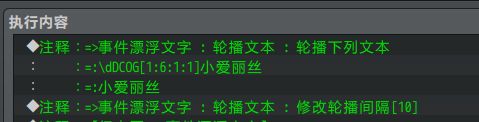 执行内容
◆注释：=>事件漂浮文字 : 轮播文本 : 轮播下列文本
：　　：=:\dDCOG[1:6:1:1]小爱丽丝
：　　：=:小爱丽丝
◆注释：=>事件漂浮文字 : 轮播文本 : 修改轮播间隔[10]